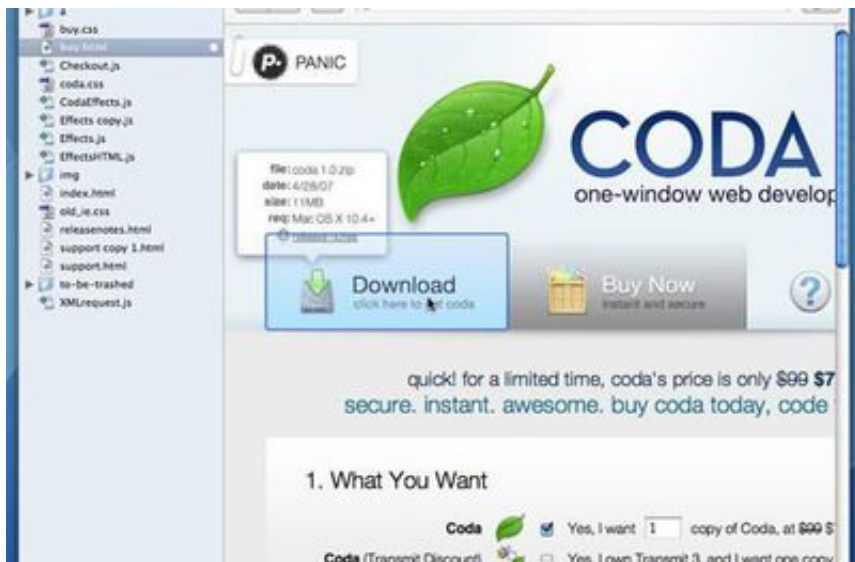 buy.css
buy.html
Checkout.js
coda.css
CodaEffects.js
Effects copy.js
Effects.js
EffectsHTML.js
img
index.html
old_ie.css
releasenotes.html
support copy 1.html
support.html
to-be-trashed
XMLrequest.js
P
PANIC
CODA
one-window web develop
file: coda 1.0.zip
date: 4/28/07
size: 11MB
req: Mac OS X 10.4+
Download
click here to get coda
Buy Now
instant and secure
?
quick! for a limited time, coda's price is only $99 $7
secure. instant. awesome. buy coda today, code
1. What You Want
Coda
Yes, I want 1 copy of Coda, at $99 $
Coda (Transmit Discount)
Yes, I own Transmit 3, and I want one copy